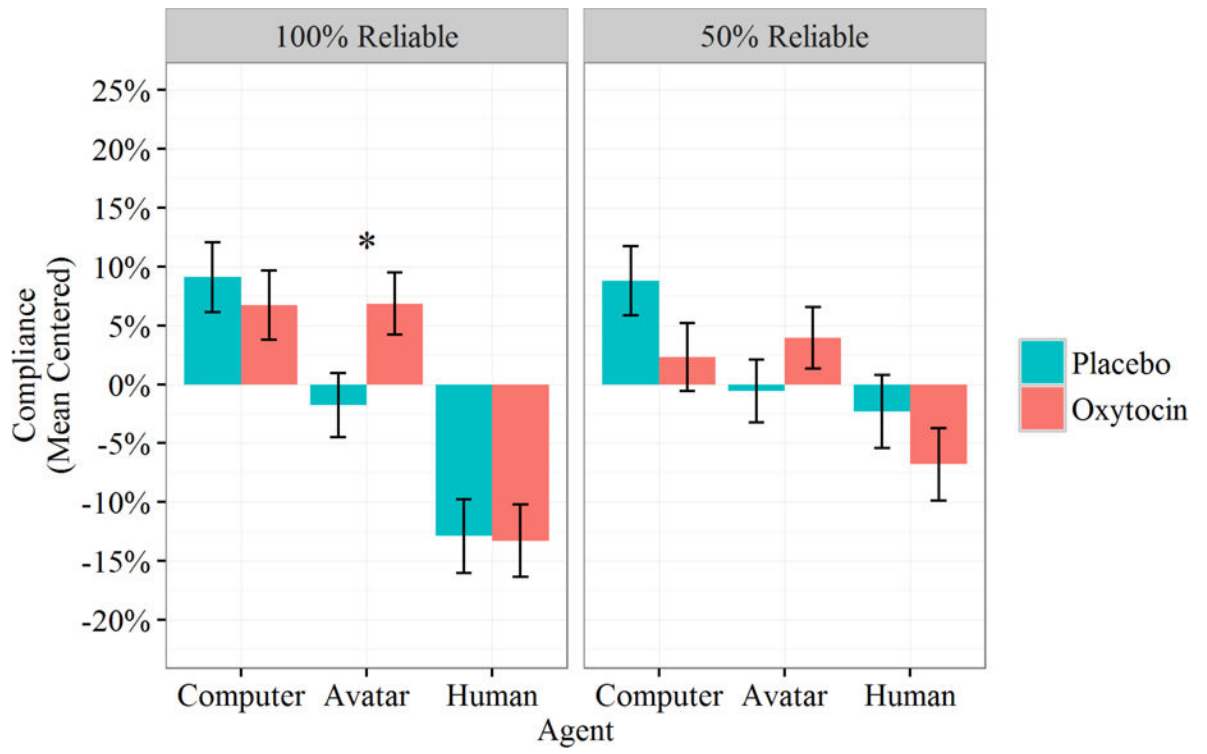 100% Reliable
50% Reliable
25%
20%
15%
10%
5%
0%
-5%
-10%
-15%
-20%
Compliance
(Mean Centered)
*
Computer
Avatar
Human
Computer
Avatar
Human
Agent
Placebo
Oxytocin